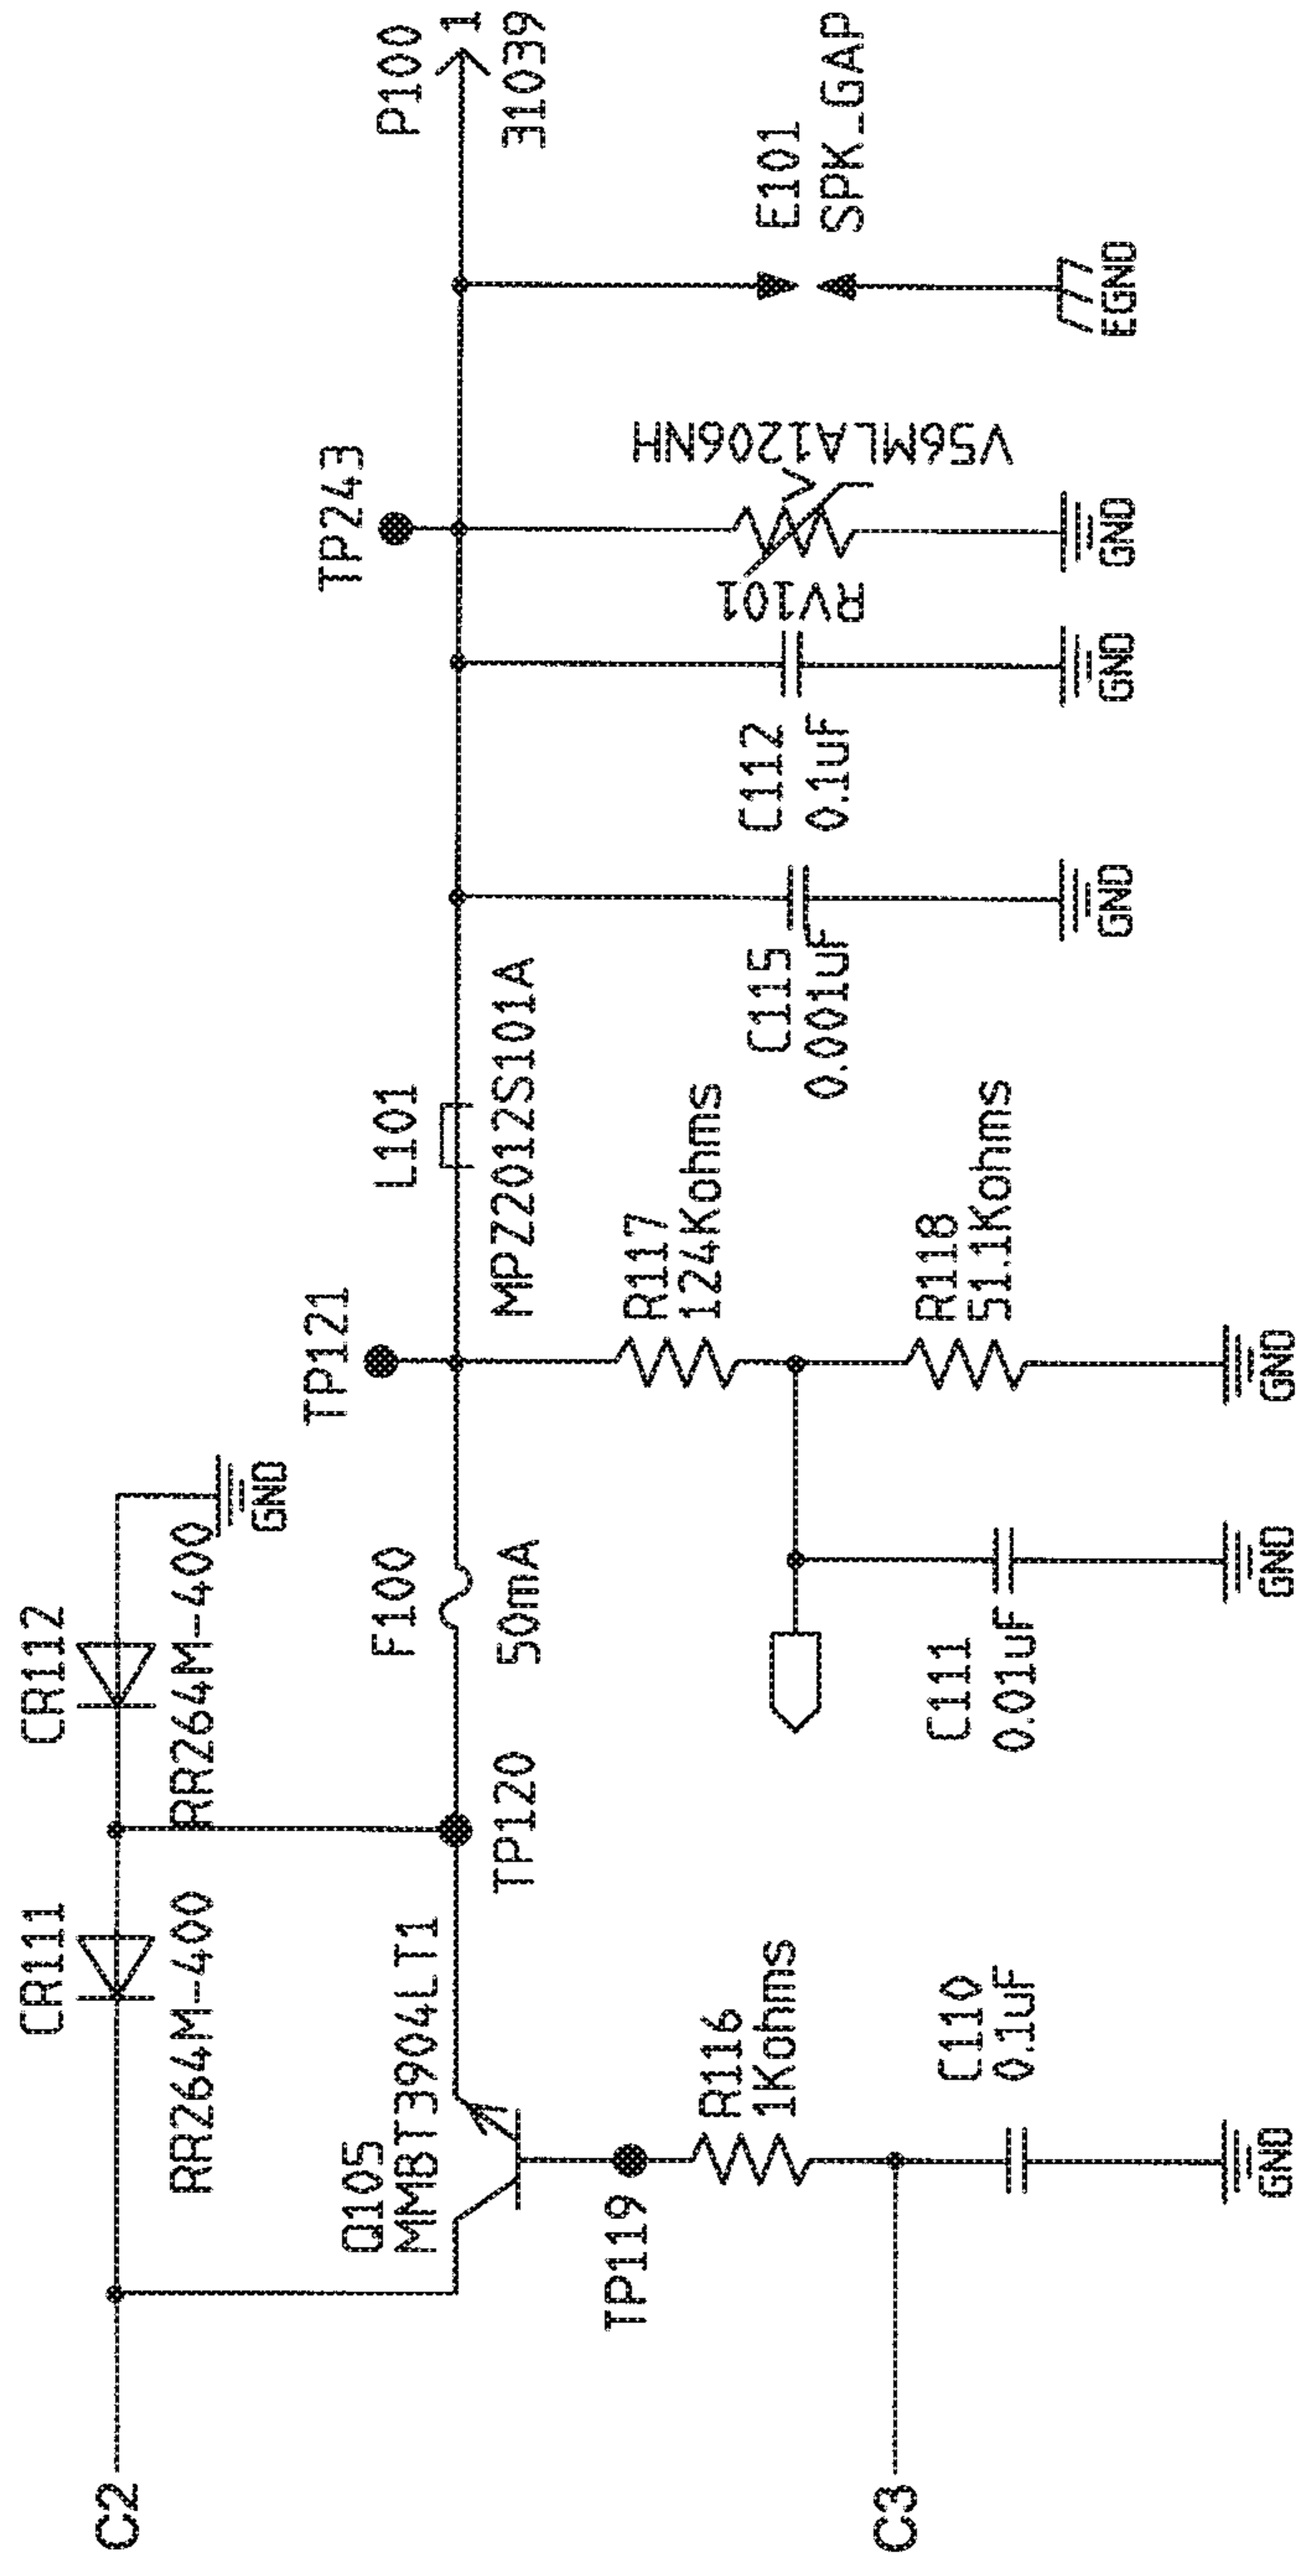 C2
CR111
RR264M-400
CR112
RR264M-400
GND
Q105
MMBT3904LT1
TP120
F100
50mA
TP121
L101
MPZ2012S101A
TP243
P100
1
31039
TP119
R116
1Kohms
C3
C110
0.1uF
GND
C111
0.01uF
GND
R117
124Kohms
R118
51.1Kohms
GND
C115
0.001uF
GND
C112
0.1uF
GND
RV101
V56MLA1206NH
GND
E101
SPK_GAP
EGND